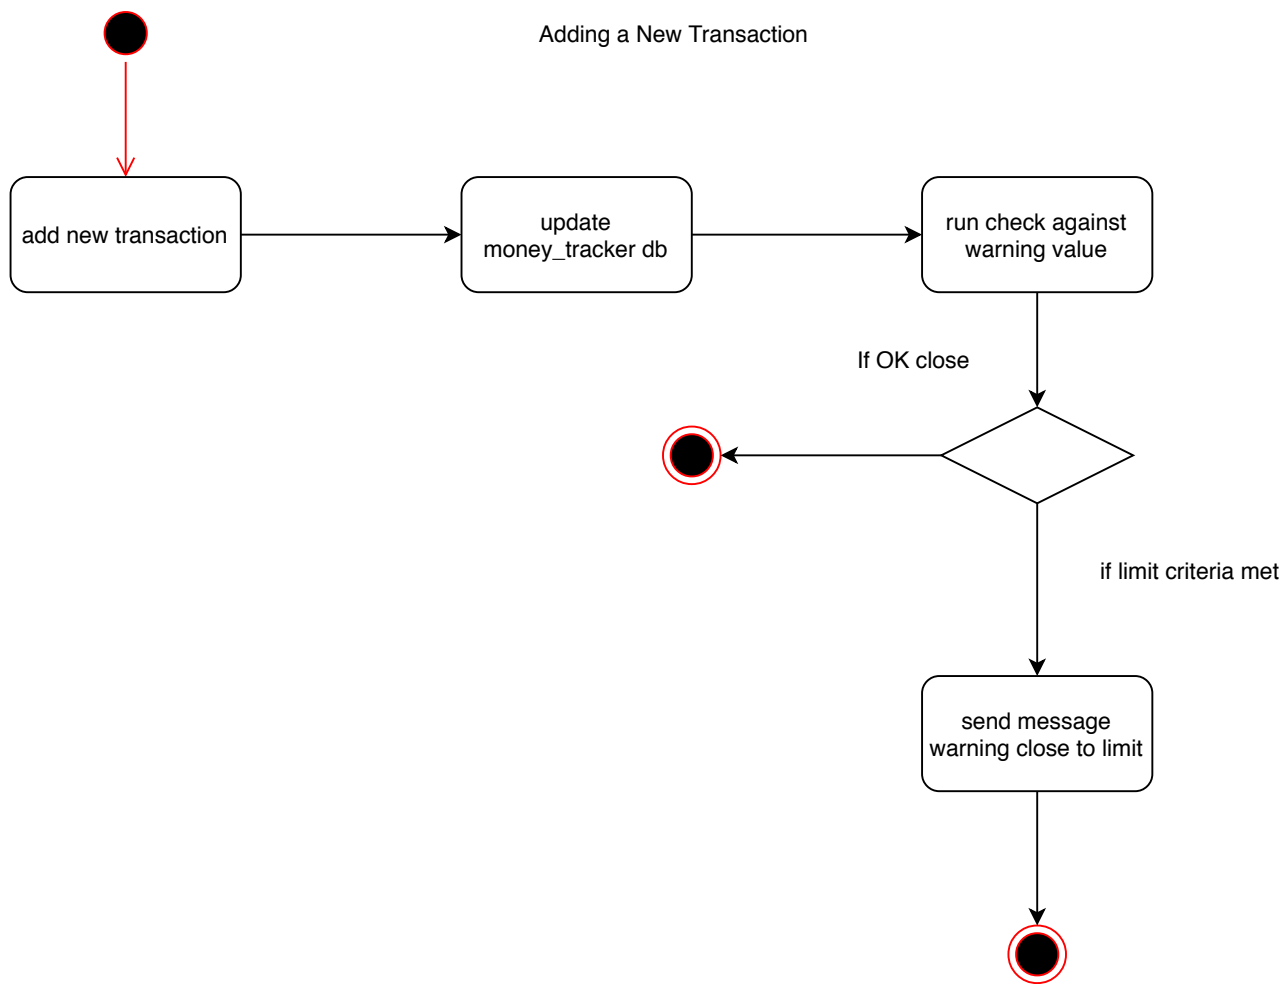 Adding a New Transaction
add new transaction
update
money_tracker db
run check against
warning value
If OK close
if limit criteria met
send message
warning close to limit